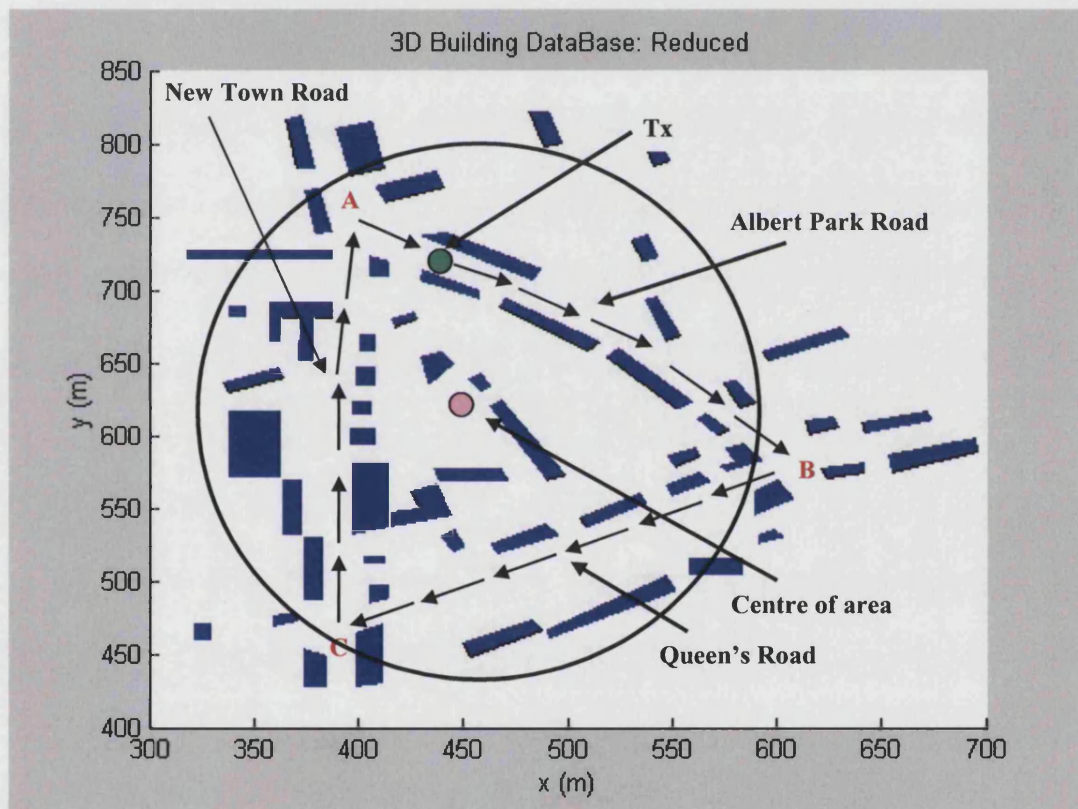 3D Building DataBase: Reduced
850
800
750
700
650
600
550
500
450
400
y (m)
300
350
400
450
500
550
600
650
700
x (m)
New Town Road
Tx
A
Albert Park Road
B
Centre of area
Queen's Road
C